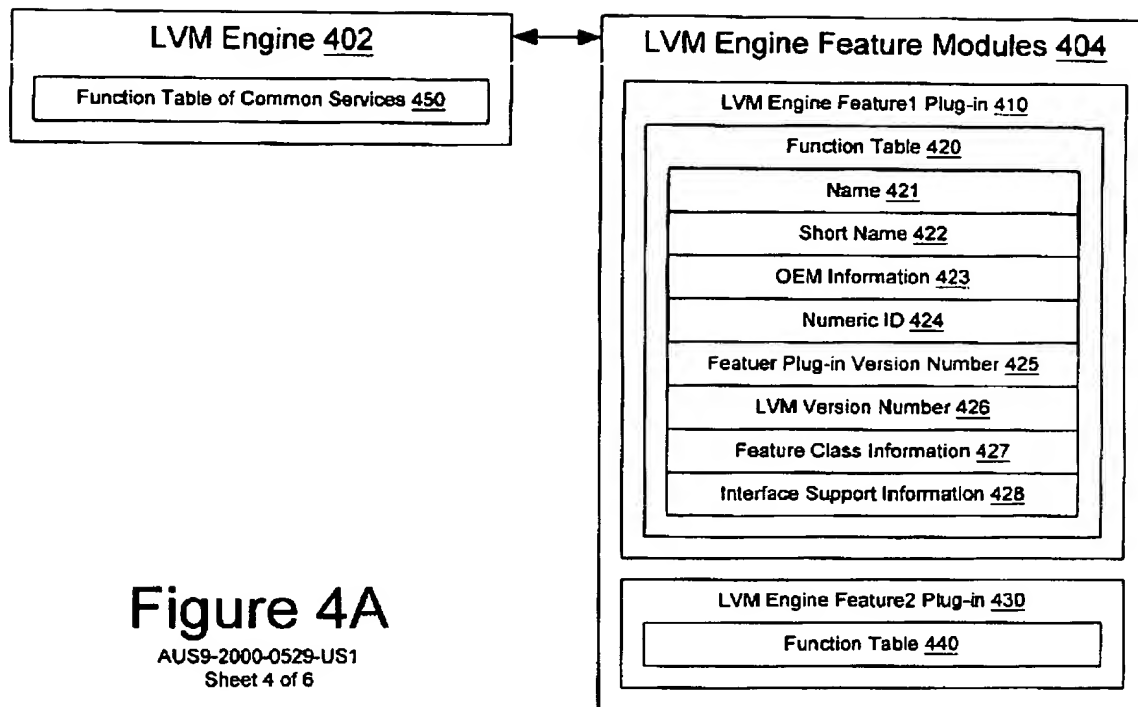 LVM Engine 402
Function Table of Common Services 450
LVM Engine Feature Modules 404
LVM Engine Feature1 Plug-in 410
Function Table 420
Name 421
Short Name 422
OEM Information 423
Numeric ID 424
Featuer Plug-in Version Number 425
LVM Version Number 426
Feature Class Information 427
Interface Support Information 428
LVM Engine Feature2 Plug-in 430
Function Table 440
Figure 4A
AUS9-2000-0529-US1
Sheet 4 of 6